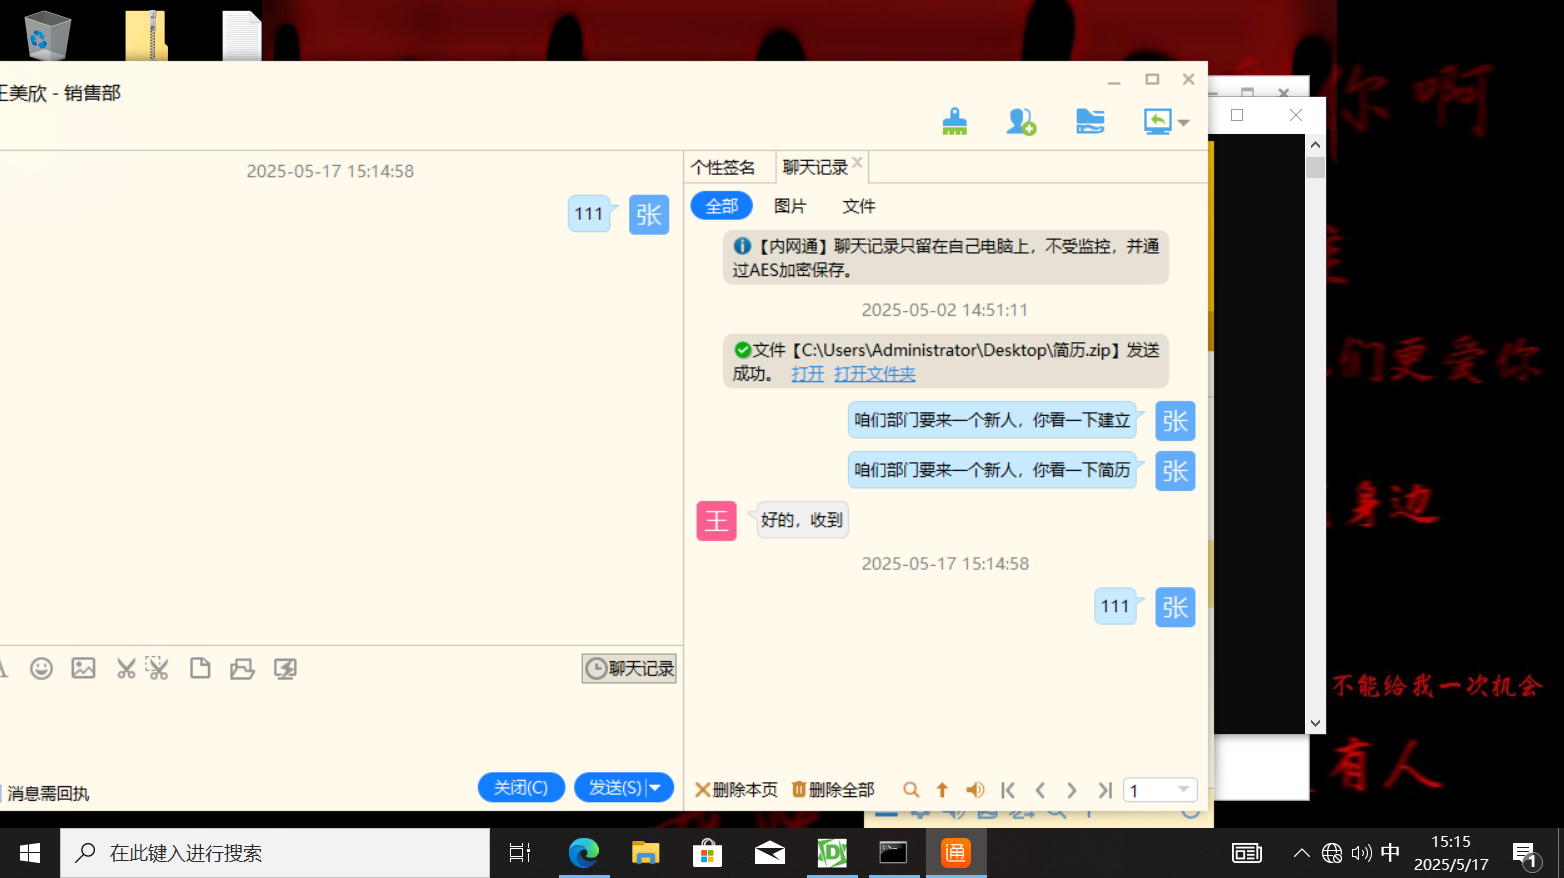 王美欣 - 销售部
2025-05-17 15:14:58
111
张
消息需回执
聊天记录
关闭(C)
发送(S)
个性签名
聊天记录
全部
图片
文件
【内网通】聊天记录只留在自己电脑上，不受监控，并通
过AES加密保存。
2025-05-02 14:51:11
文件【C:\Users\Administrator\Desktop\简历.zip】发送
成功。 打开 打开文件夹
咱们部门要来一个新人，你看一下建立
张
咱们部门要来一个新人，你看一下简历
张
王
好的，收到
2025-05-17 15:14:58
111
张
删除本页
删除全部
1
你啊
们更爱你
身边
不能给我一次机会
有人
在此键入进行搜索
通
中
15:15
2025/5/17
1